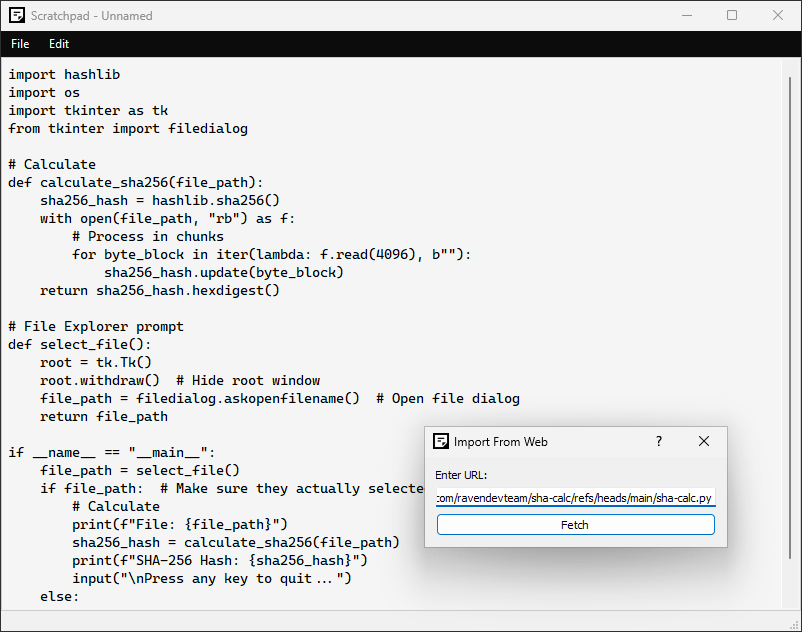 Scratchpad - Unnamed
File Edit
import hashlib
import os
import tkinter as tk
from tkinter import filedialog
# Calculate
def calculate_sha256(file_path):
    sha256_hash = hashlib.sha256()
    with open(file_path, "rb") as f:
        # Process in chunks
        for byte_block in iter(lambda: f.read(4096), b""):
            sha256_hash.update(byte_block)
    return sha256_hash.hexdigest()
# File Explorer prompt
def select_file():
    root = tk.Tk()
    root.withdraw()  # Hide root window
    file_path = filedialog.askopenfilename()  # Open file dialog
    return file_path
if __name__ == "__main__":
    file_path = select_file()
    if file_path:  # Make sure they actually selecte
        # Calculate
        print(f"File: {file_path}")
        sha256_hash = calculate_sha256(file_path)
        print(f"SHA-256 Hash: {sha256_hash}")
        input("\nPress any key to quit...")
    else:
Import From Web ?
Enter URL:
com/ravendevteam/sha-calc/refs/heads/main/sha-calc.py
Fetch